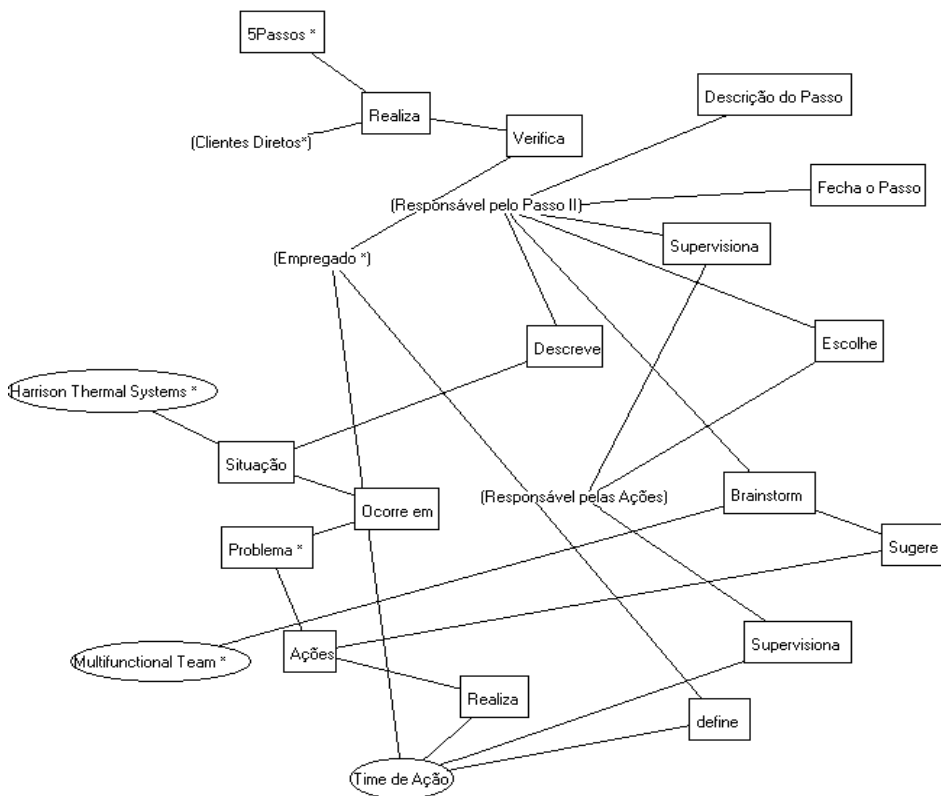 5Passos *
Descrição do Passo
Realiza
Verifica
(Clientes Diretos*)
Fecha o Passo
(Responsável pelo Passo II)
Supervisiona
(Empregado *)
Escolhe
Descreve
Harrison Thermal Systems *
Situação
Brainstorm
(Responsável pelas Ações)
Ocorre em
Sugere
Problema *
Supervisiona
Ações
Multifunctional Team *
Realiza
define
Time de Ação